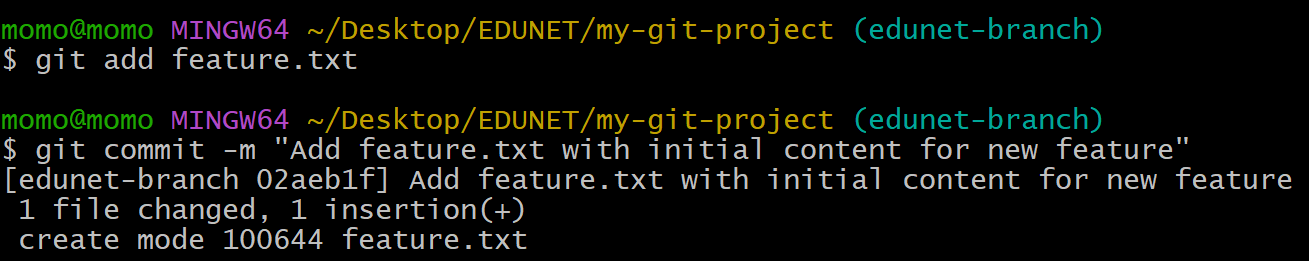 momo@momo MINGW64 ~/Desktop/EDUNET/my-git-project (edunet-branch)
$ git add feature.txt
momo@momo MINGW64 ~/Desktop/EDUNET/my-git-project (edunet-branch)
$ git commit -m "Add feature.txt with initial content for new feature"
[edunet-branch 02aeb1f] Add feature.txt with initial content for new feature
 1 file changed, 1 insertion(+)
 create mode 100644 feature.txt